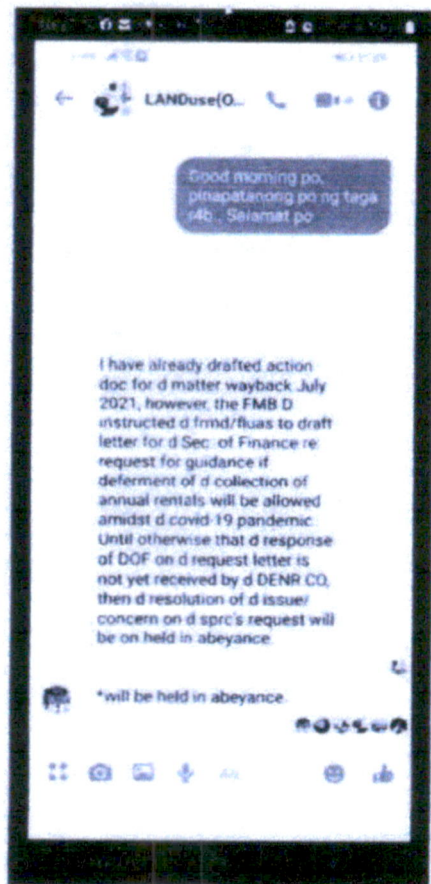 LANDuse(O...
Good morning po,
pinapatanong po ng taga
r4b.. Salamat po
I have already drafted action
doc for d matter wayback July
2021, however, the FMB D
instructed d frmd/fluas to draft
letter for d Sec. of Finance re
request for guidance if
deferment of d collection of
annual rentals will be allowed
amidst d covid-19 pandemic.
Until otherwise that d response
of DOF on d request letter is
not yet received by d DENR CO,
then d resolution of d issue/
concern on d sprc's request will
be on held in abeyance.
*will be held in abeyance.